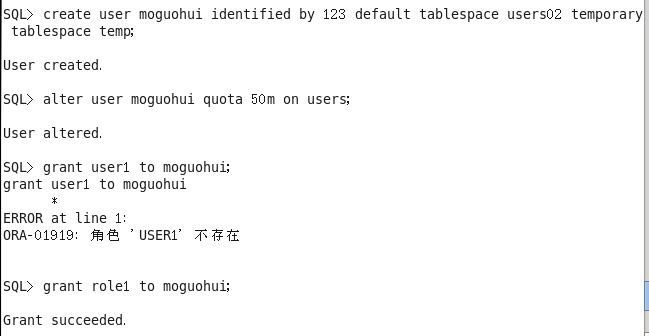 SQL> create user moguohui identified by 123 default tablespace users02 temporary
tablespace temp;
User created.
SQL> alter user moguohui quota 50m on users;
User altered.
SQL> grant user1 to moguohui;
grant user1 to moguohui
*
ERROR at line 1:
ORA-01919: 角色 'USER1' 不存在
SQL> grant role1 to moguohui;
Grant succeeded.